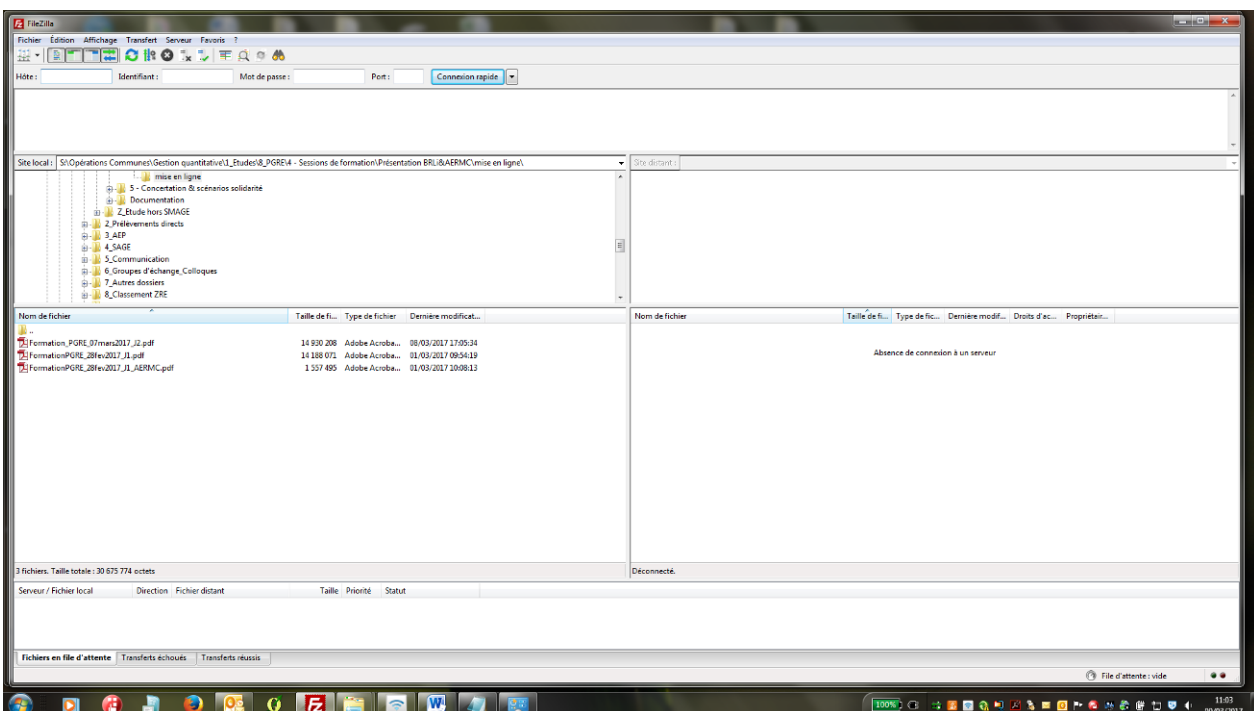 FileZilla
Fichier Édition Affichage Transfert Serveur Favoris ?
Hôte : Identifiant : Mot de passe : Port : Connexion rapide
Site local : S:\Opérations Communes\Gestion quantitative\1_Etudes\8_PGRE\4 - Sessions de formation\Présentation BRLi&AERMC\mise en ligne\ Site distant :
mise en ligne
5 - Concertation & scénarios solidarité
Documentation
Z_Etude hors SMAGE
2_Prélèvements directs
3_AEP
4_SAGE
5_Communication
6_Groupes d'échange_Colloques
7_Autres dossiers
8_Classement ZRE
Nom de fichier Taille de fi... Type de fichier Dernière modificat... Nom de fichier Taille de fi... Type de fic... Dernière modif... Droits d'ac... Propriétair...
..
Formation_PGRE_07mars2017_J2.pdf 14 930 208 Adobe Acroba... 08/03/2017 17:05:34
FormationPGRE_28fev2017_J1.pdf 14 188 071 Adobe Acroba... 01/03/2017 09:54:19
FormationPGRE_28fev2017_J1_AERMC.pdf 1 557 495 Adobe Acroba... 01/03/2017 10:08:13
Absence de connexion à un serveur
3 fichiers. Taille totale : 30 675 774 octets Déconnecté.
Serveur / Fichier local Direction Fichier distant Taille Priorité Statut
Fichiers en file d'attente Transferts échoués Transferts réussis
File d'attente : vide
100% 11:03